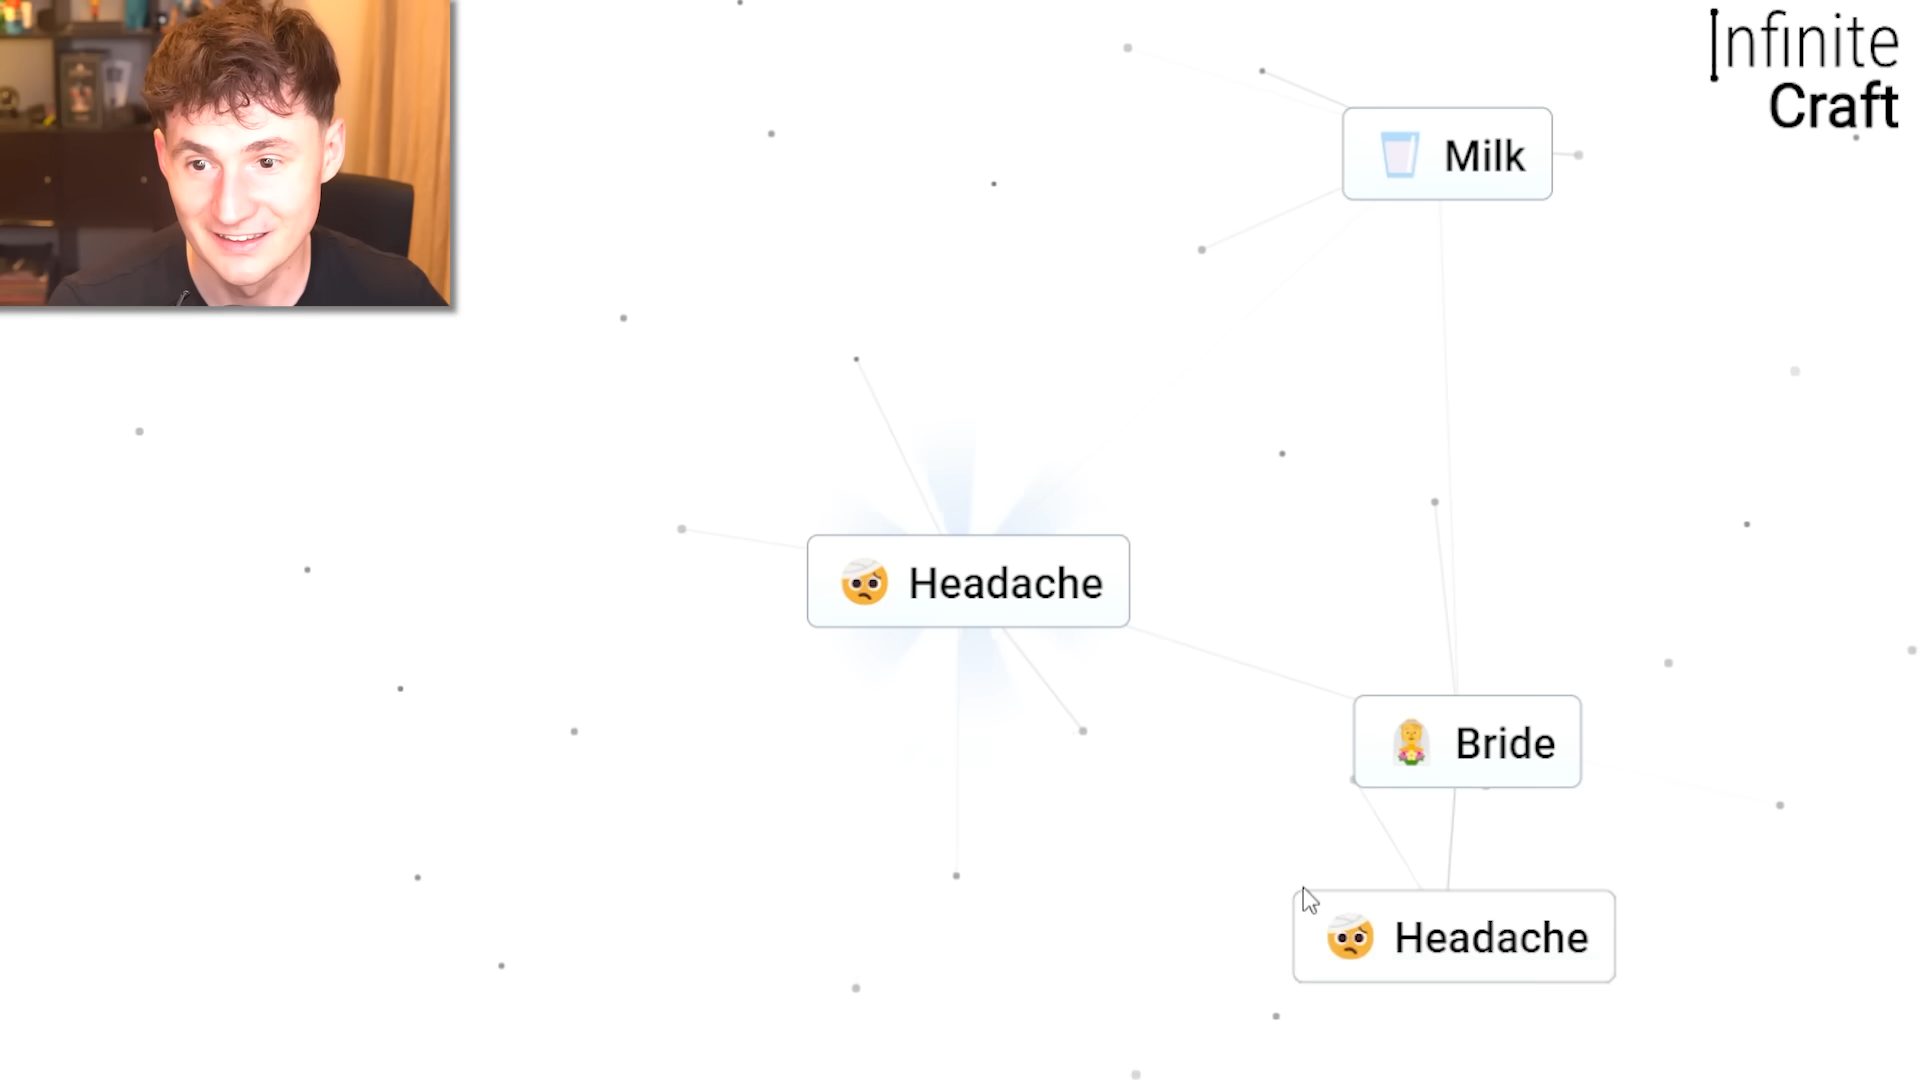 Infinite
Craft
Milk
Headache
Bride
Headache